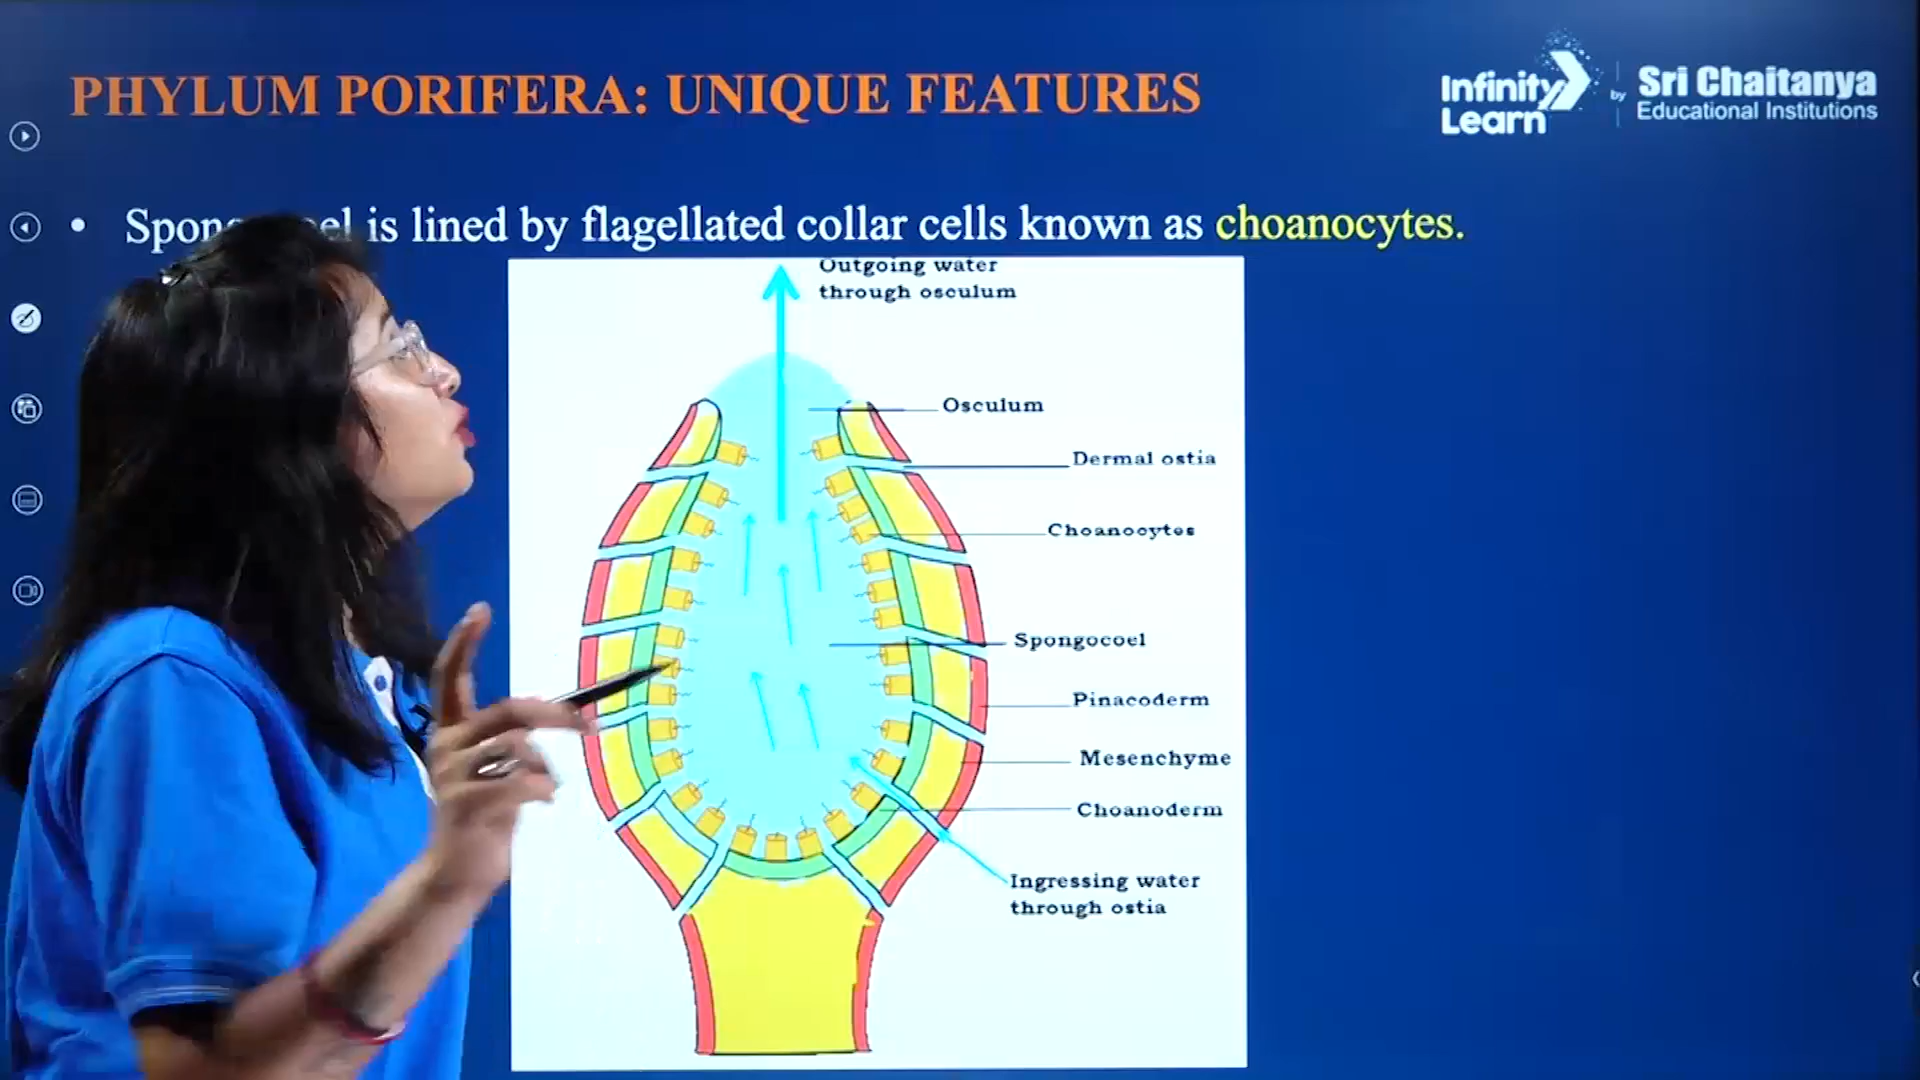 PHYLUM PORIFERA: UNIQUE FEATURES
Infinity Learn
by
Sri Chaitanya
Educational Institutions
• is lined by flagellated collar cells known as choanocytes.
Outgoing water
through osculum
Osculum
Dermal ostia
Choanocytes
Spongocoel
Pinacoderm
Mesenchyme
Choanoderm
Ingressing water
through ostia